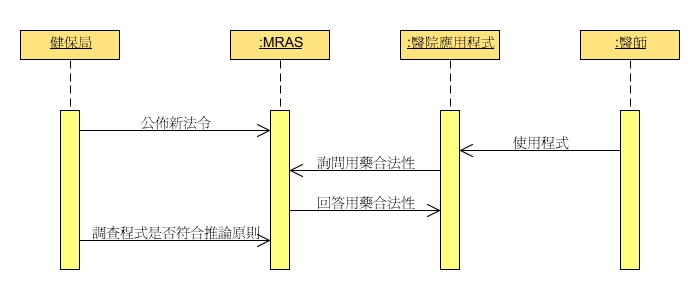 健保局
:MRAS
:醫院應用程式
:醫師
公佈新法令
使用程式
詢問用藥合法性
回答用藥合法性
調查程式是否符合推論原則